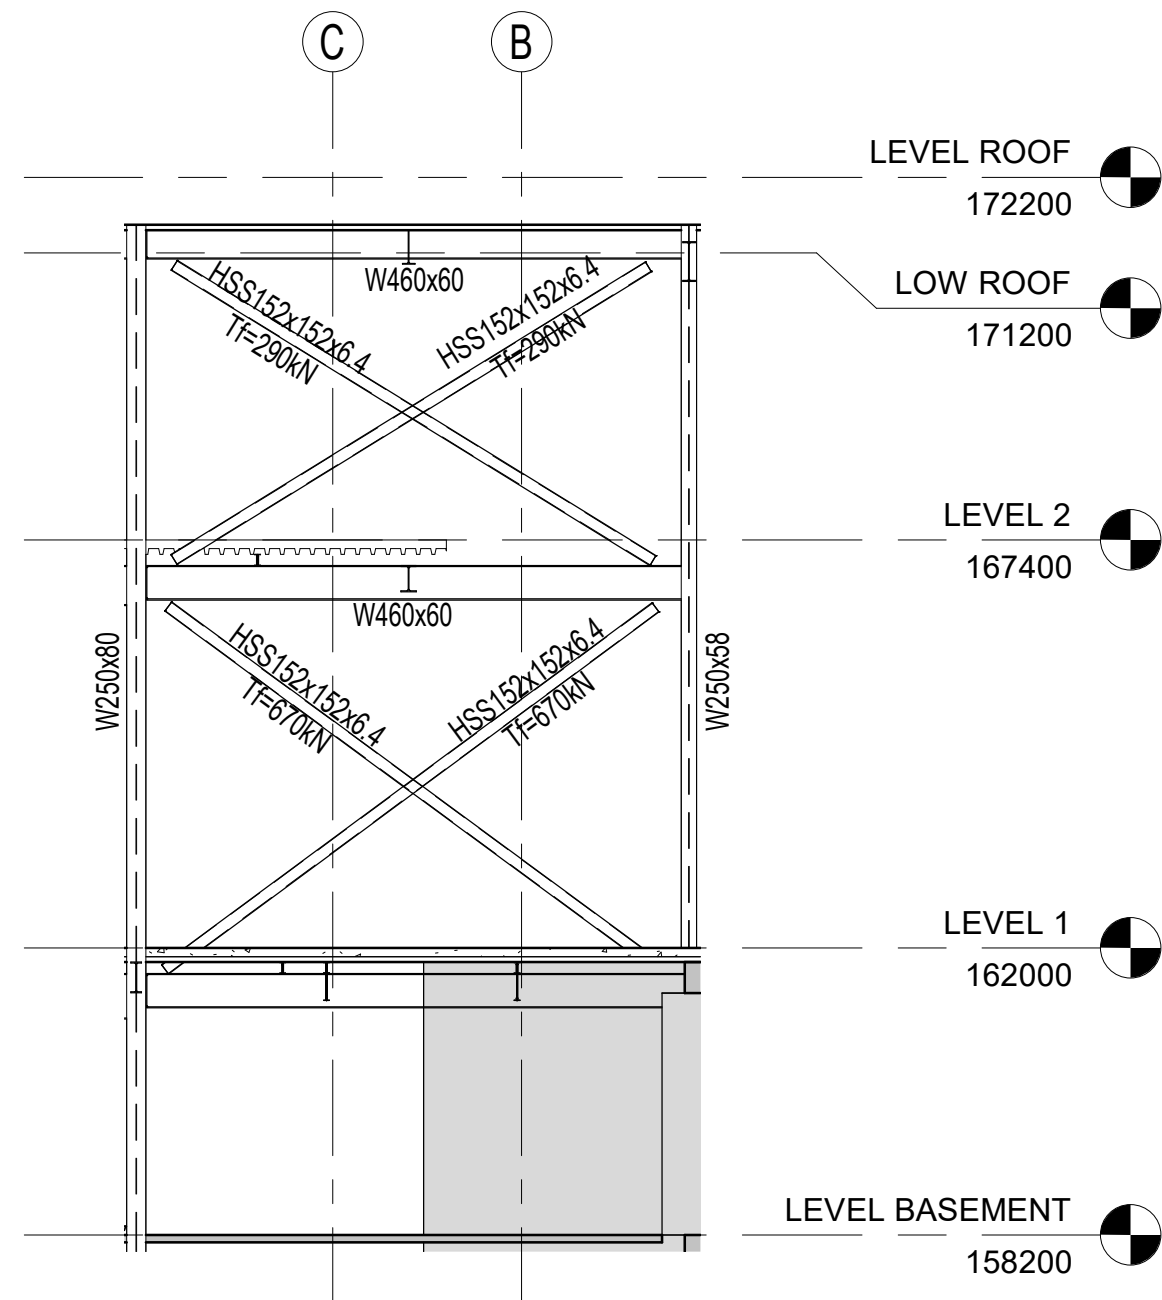 C
B
LEVEL ROOF
172200
LOW ROOF
171200
W460x60
HSS152x152x6.4
Tf=290kN
HSS152x152x6.4
Tf=290kN
LEVEL 2
167400
W460x60
HSS152x152x6.4
Tf=670kN
HSS152x152x6.4
Tf=670kN
W250x80
W250x58
LEVEL 1
162000
LEVEL BASEMENT
158200